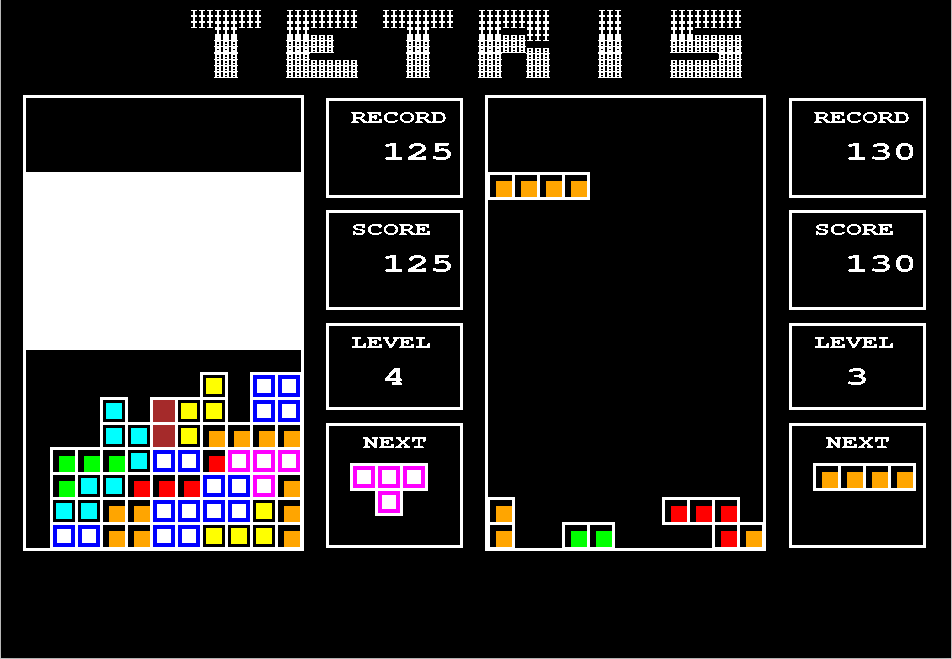 TETRIS
RECORD
125
SCORE
125
LEVEL
4
NEXT
RECORD
130
SCORE
130
LEVEL
3
NEXT